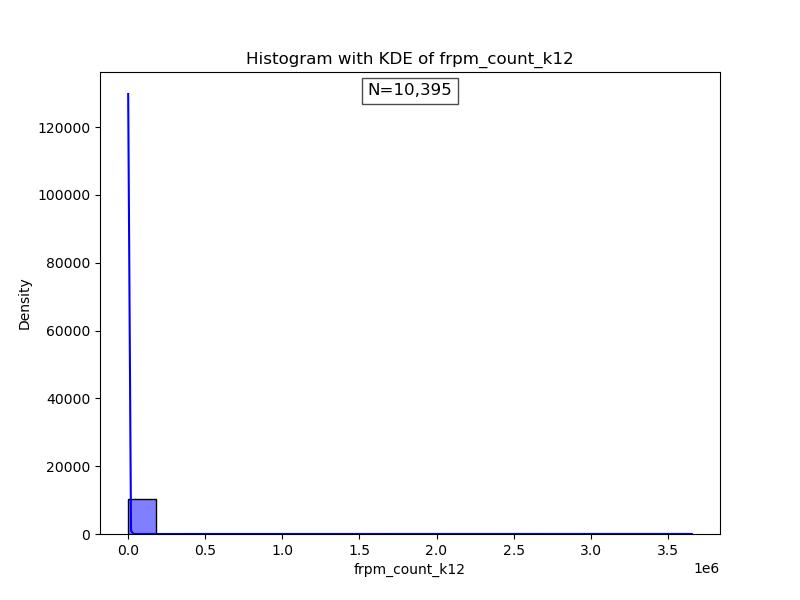 Histogram with KDE of frpm_count_k12
N=10,395
120000
100000
80000
60000
40000
20000
0
Density
0.0 0.5 1.0 1.5 2.0 2.5 3.0 3.5
1e6
frpm_count_k12